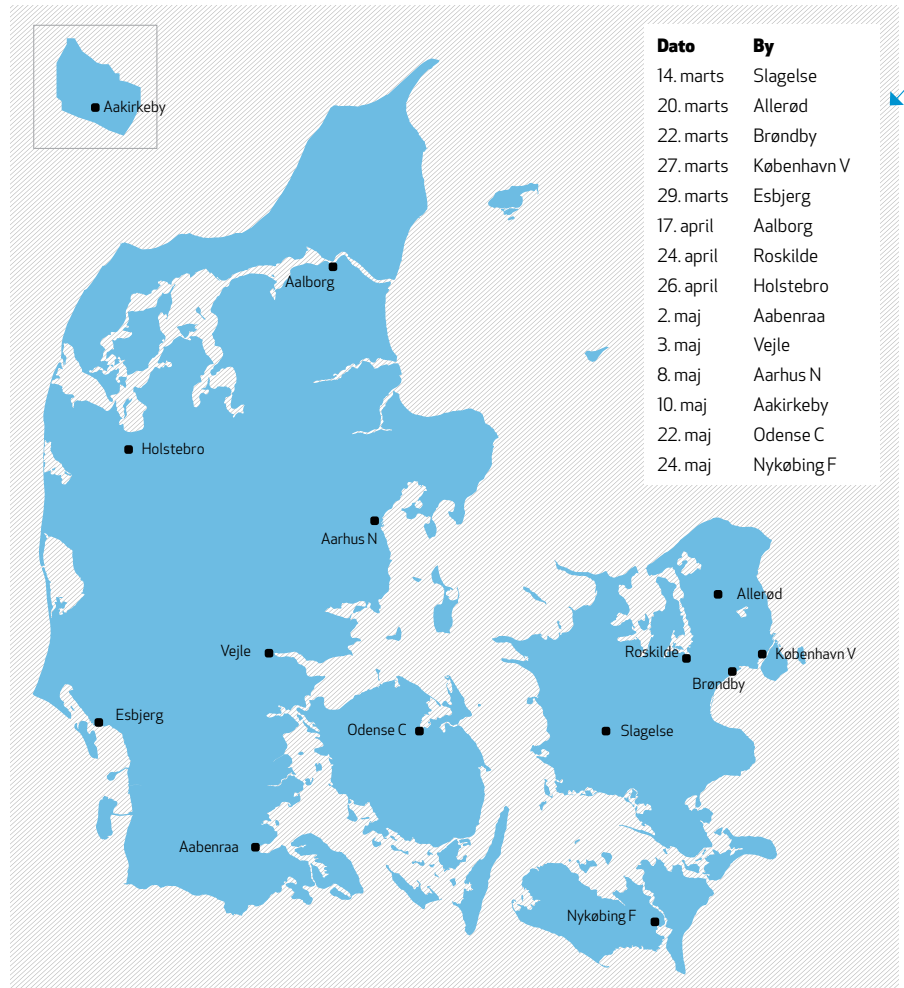 Dato By
14. marts Slagelse
20. marts Allerød
22. marts Brøndby
27. marts København V
29. marts Esbjerg
17. april Aalborg
24. april Roskilde
26. april Holstebro
2. maj Aabenraa
3. maj Vejle
8. maj Aarhus N
10. maj Aakirkeby
22. maj Odense C
24. maj Nykøbing F
Aakirkeby
Aalborg
Holstebro
Aarhus N
Allerød
Vejle
Roskilde
København V
Brøndby
Esbjerg
Odense C
Slagelse
Aabenraa
Nykøbing F